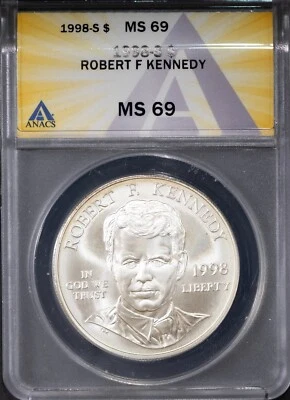 1998-S $ MS 69
1998-S $
ROBERT F KENNEDY
MS 69
ANACS
ROBERT F. KENNEDY
IN
GOD WE
TRUST
1998
LIBERTY